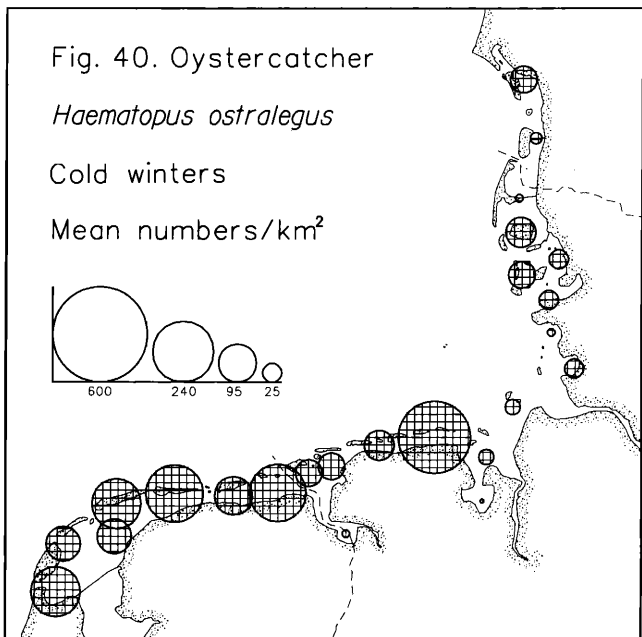 Fig. 40. Oystercatcher
Haematopus ostralegus
Cold winters
Mean numbers/km²
600 240 95 25